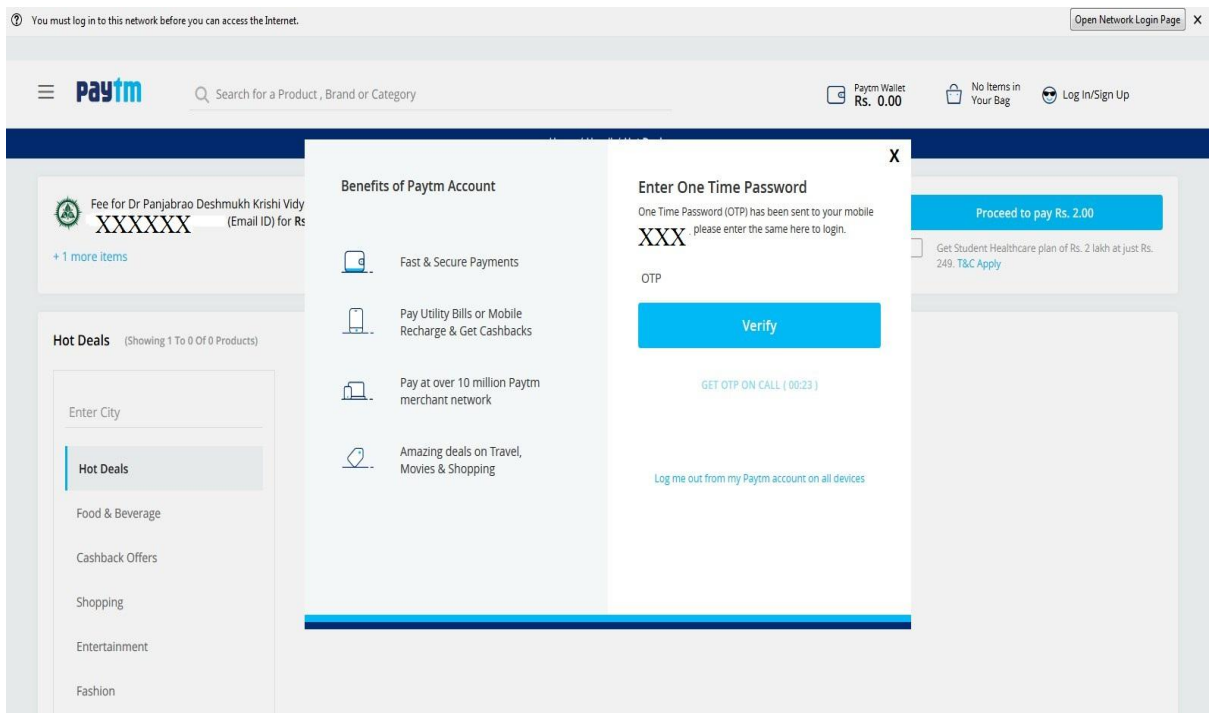 You must log in to this network before you can access the Internet.
Open Network Login Page X
paytm
Search for a Product , Brand or Category
Paytm Wallet
Rs. 0.00
No Items in
Your Bag
Log In/Sign Up
X
Benefits of Paytm Account
Fast & Secure Payments
Pay Utility Bills or Mobile
Recharge & Get Cashbacks
Pay at over 10 million Paytm
merchant network
Amazing deals on Travel,
Movies & Shopping
Enter One Time Password
One Time Password (OTP) has been sent to your mobile
XXX . please enter the same here to login.
OTP
Verify
GET OTP ON CALL ( 00:23 )
Log me out from my Paytm account on all devices
Fee for Dr Panjabrao Deshmukh Krishi Vidy
XXXXXX (Email ID) for Rs
+ 1 more items
Proceed to pay Rs. 2.00
Get Student Healthcare plan of Rs. 2 lakh at just Rs.
249. T&C Apply
Hot Deals (Showing 1 To 0 Of 0 Products)
Enter City
Hot Deals
Food & Beverage
Cashback Offers
Shopping
Entertainment
Fashion